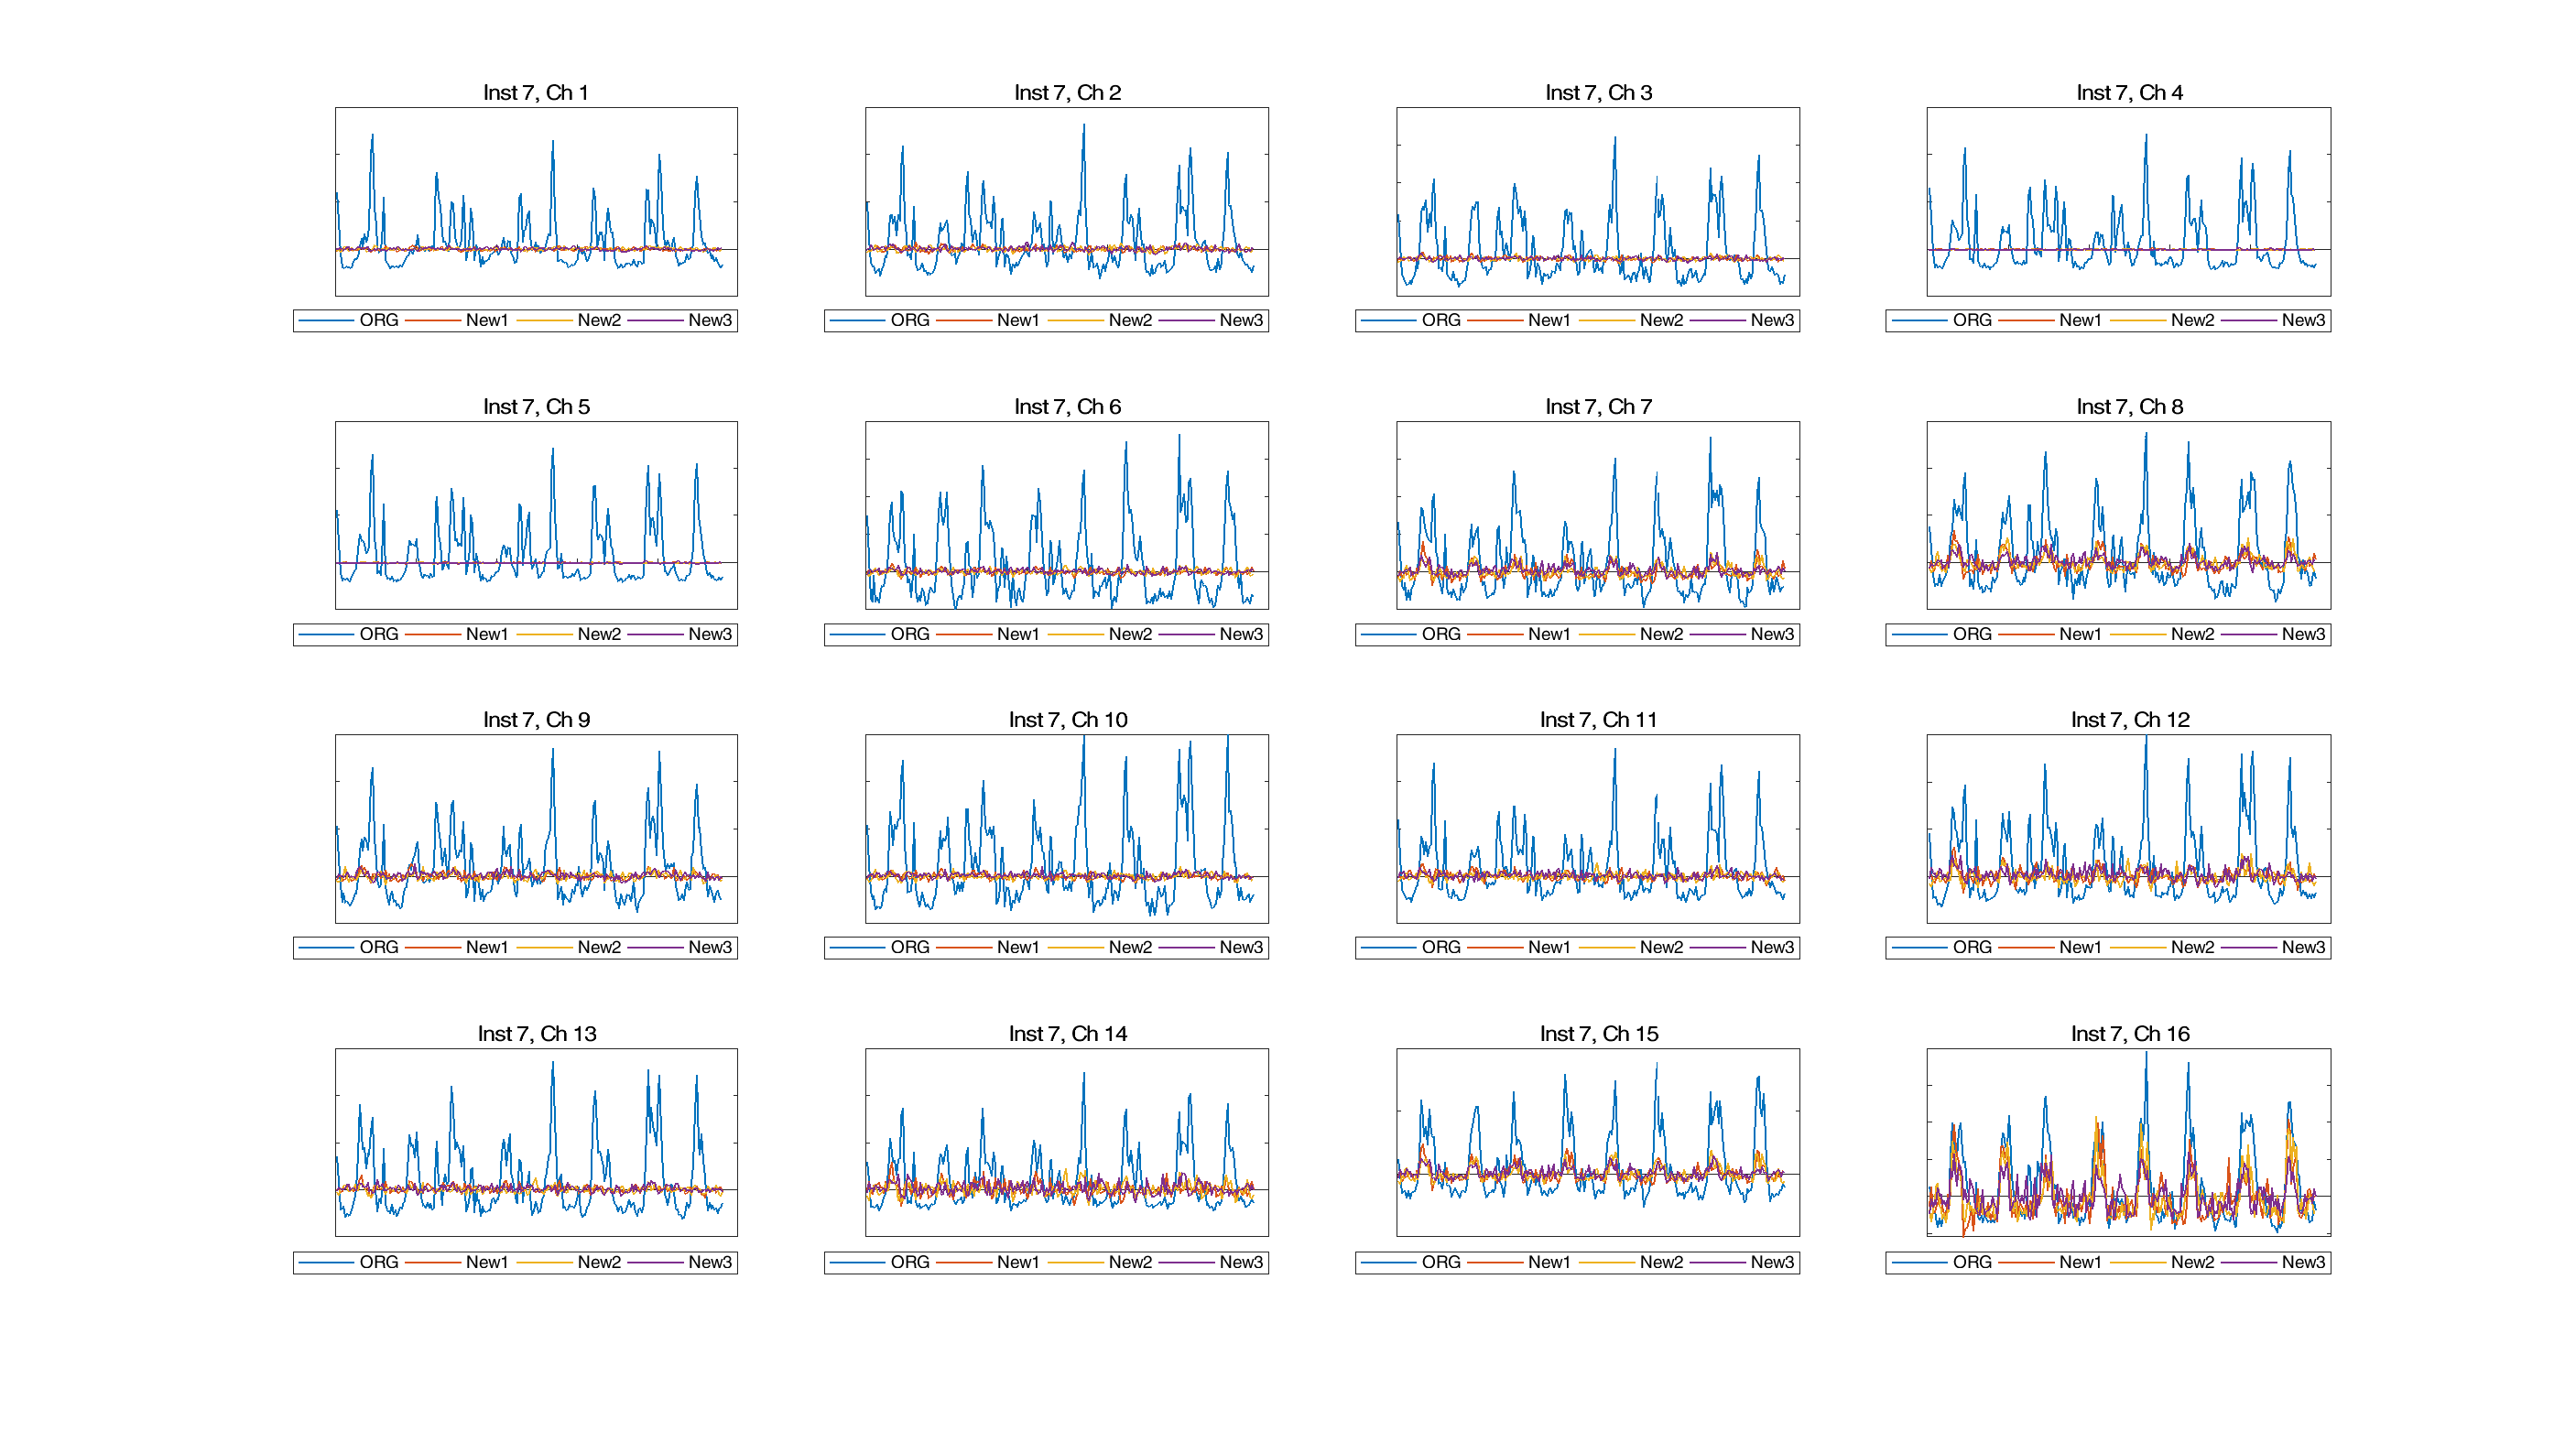 Inst 7, Ch 1
Inst 7, Ch 2
Inst 7, Ch 3
Inst 7, Ch 4
ORG New1 New2 New3
ORG New1 New2 New3
ORG New1 New2 New3
ORG New1 New2 New3
Inst 7, Ch 5
Inst 7, Ch 6
Inst 7, Ch 7
Inst 7, Ch 8
ORG New1 New2 New3
ORG New1 New2 New3
ORG New1 New2 New3
ORG New1 New2 New3
Inst 7, Ch 9
Inst 7, Ch 10
Inst 7, Ch 11
Inst 7, Ch 12
ORG New1 New2 New3
ORG New1 New2 New3
ORG New1 New2 New3
ORG New1 New2 New3
Inst 7, Ch 13
Inst 7, Ch 14
Inst 7, Ch 15
Inst 7, Ch 16
ORG New1 New2 New3
ORG New1 New2 New3
ORG New1 New2 New3
ORG New1 New2 New3